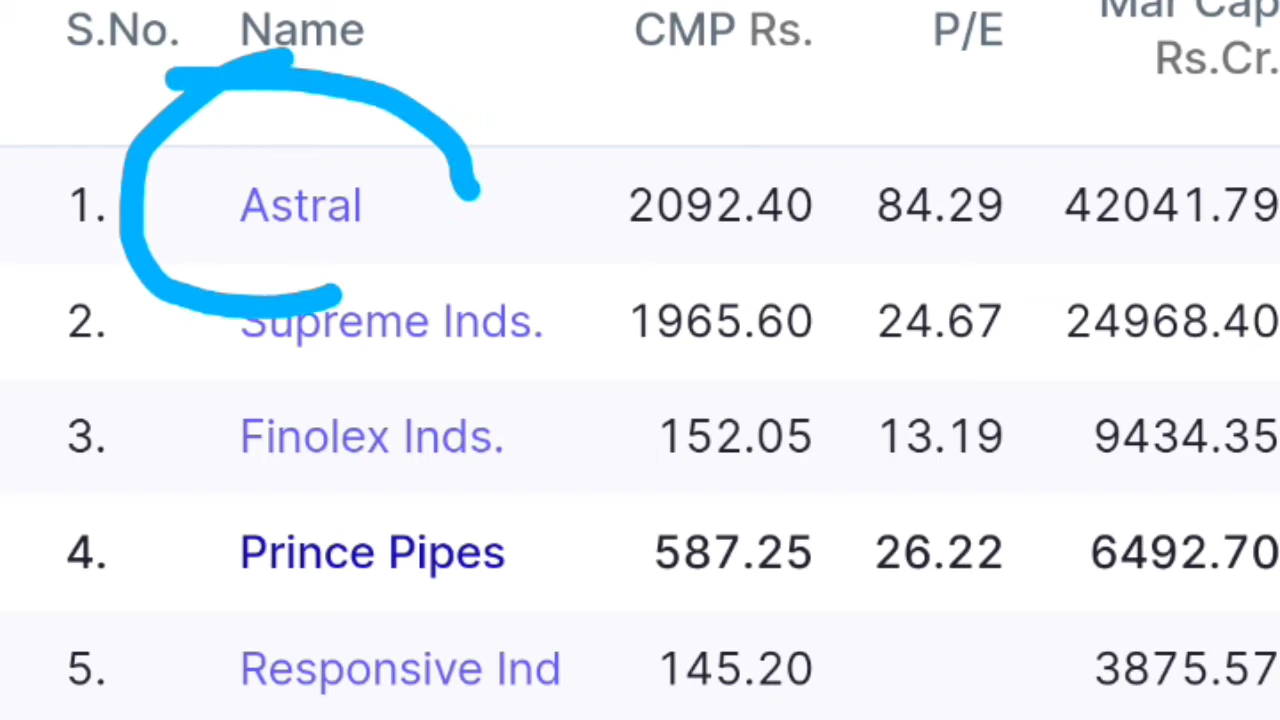 S.No. Name CMP Rs. P/E Mar Cap Rs.Cr.
1. Astral 2092.40 84.29 42041.79
2. Supreme Inds. 1965.60 24.67 24968.40
3. Finolex Inds. 152.05 13.19 9434.35
4. Prince Pipes 587.25 26.22 6492.70
5. Responsive Ind 145.20 3875.57